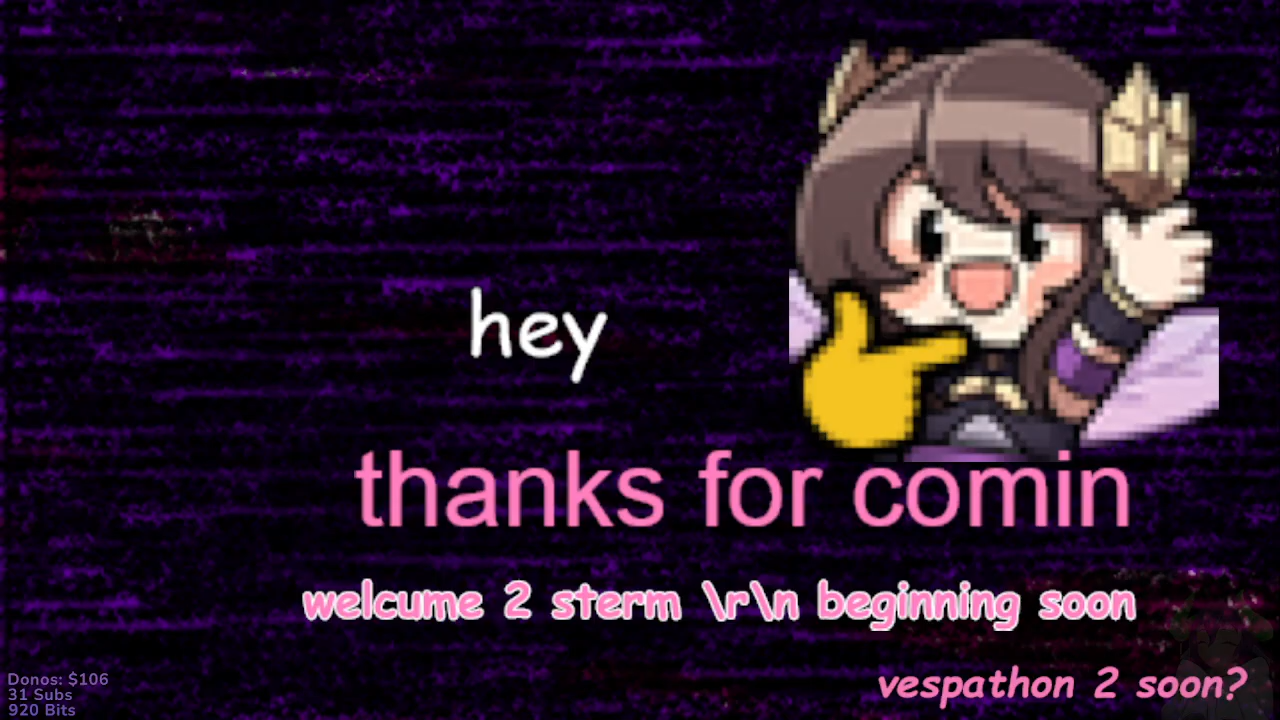 hey
thanks for comin
welcume 2 sterm \r\n beginning soon
vespathon 2 soon?
Donos: $106
31 Subs
920 Bits